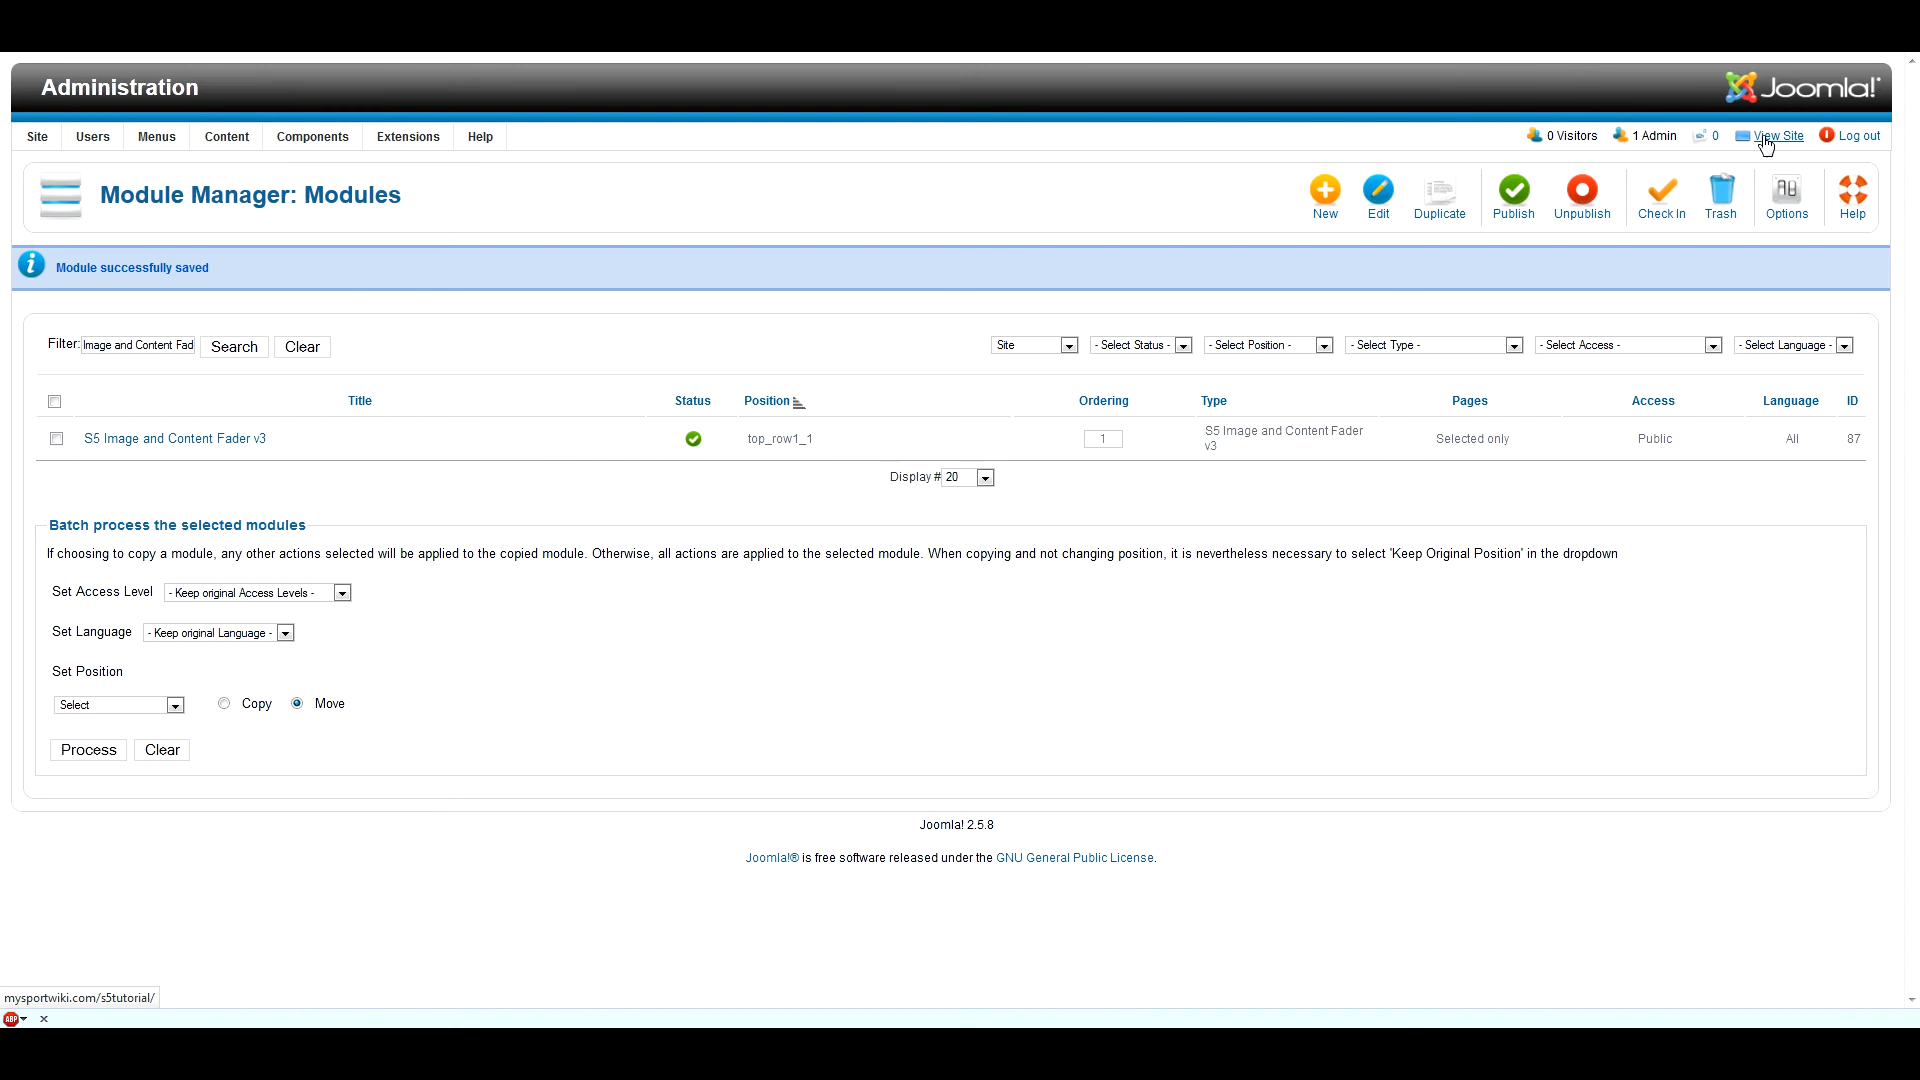 Administration
Joomla!
Site Users Menus Content Components Extensions Help
0 Visitors 1 Admin 0 View Site Log out
Module Manager: Modules
New Edit Duplicate Publish Unpublish Check In Trash Options Help
Module successfully saved
Filter: Image and Content Fad Search Clear
Site - Select Status - - Select Position - - Select Type - - Select Access - - Select Language -
Title Status Position Ordering Type Pages Access Language ID
S5 Image and Content Fader v3 top_row1_1 1 S5 Image and Content Fader Selected only Public All 87
v3
Display # 20
Batch process the selected modules
If choosing to copy a module, any other actions selected will be applied to the copied module. Otherwise, all actions are applied to the selected module. When copying and not changing position, it is nevertheless necessary to select 'Keep Original Position' in the dropdown
Set Access Level - Keep original Access Levels -
Set Language - Keep original Language -
Set Position
Select Copy Move
Process Clear
Joomla! 2.5.8
Joomla!® is free software released under the GNU General Public License.
mysportwiki.com/s5tutorial/
ABP